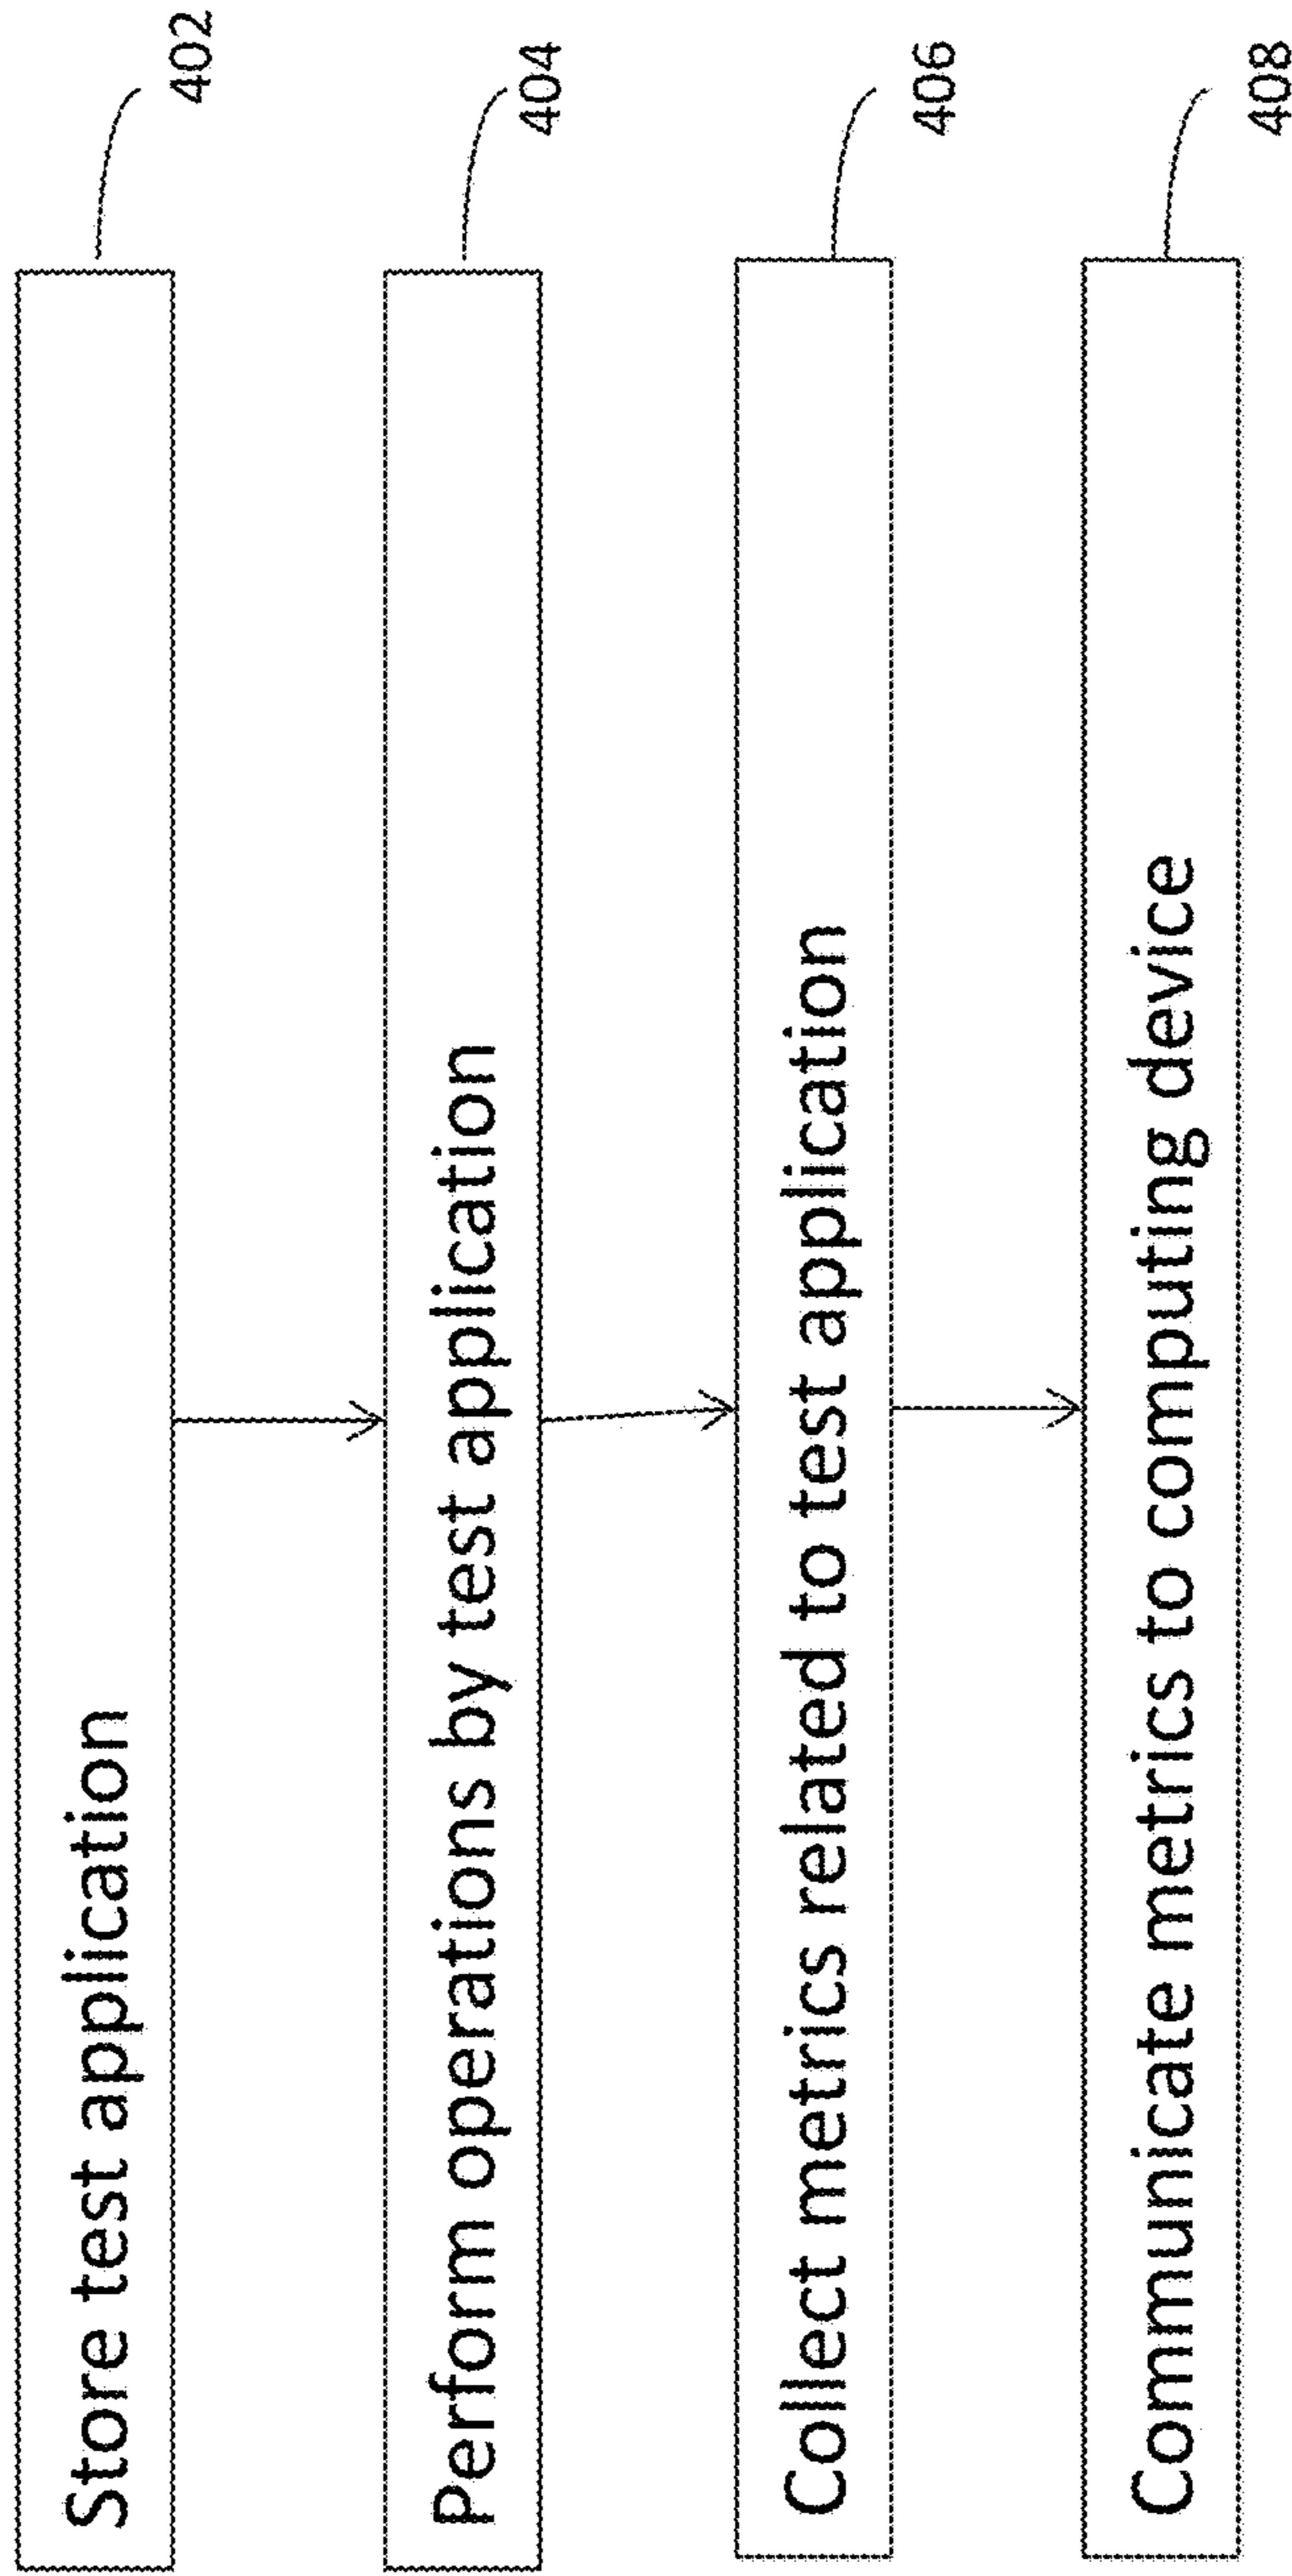 Store test application
402
Perform operations by test application
404
Collect metrics related to test application
406
Communicate metrics to computing device
408